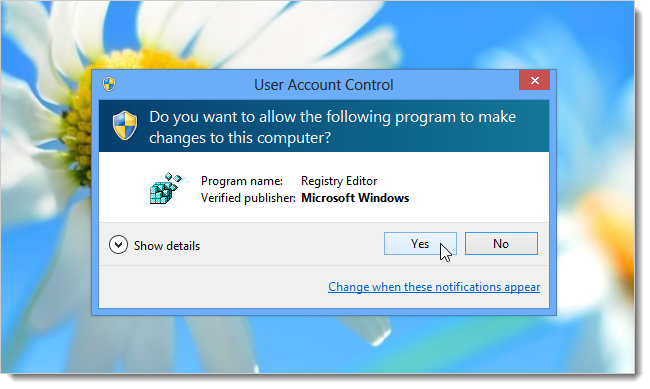 User Account Control
Do you want to allow the following program to make
changes to this computer?
Program name: Registry Editor
Verified publisher: Microsoft Windows
Show details
Yes
No
Change when these notifications appear